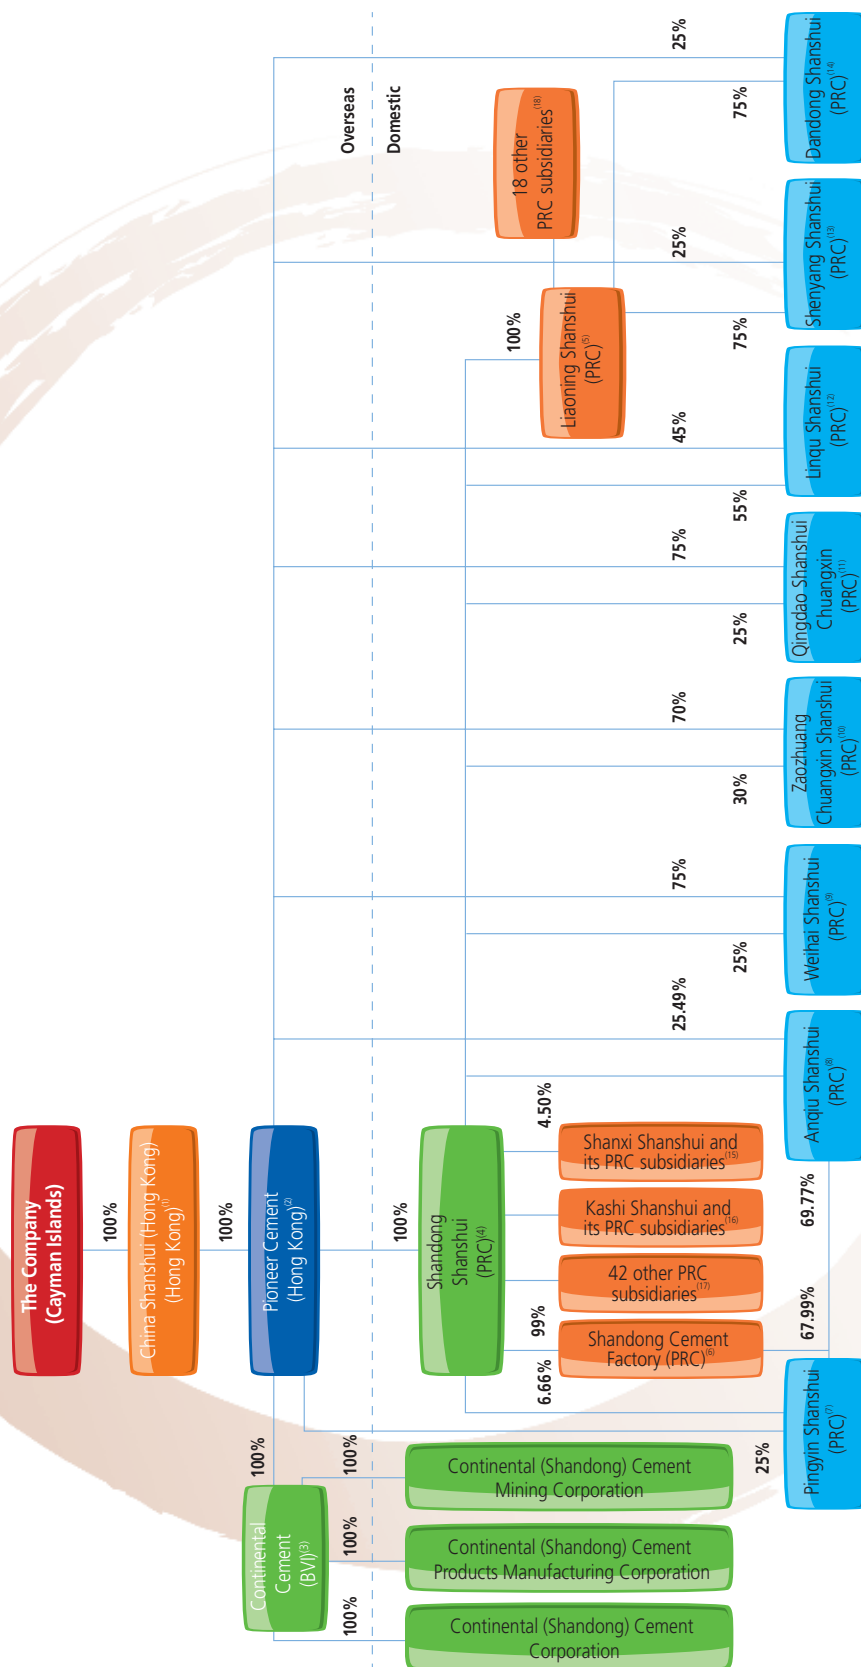 The Company
(Cayman Islands)
100%
China Shanshui (Hong Kong)
(Hong Kong)(1)
100%
Pioneer Cement
(Hong Kong)(2)
100%
Continental
Cement
(BVI)(3)
100%
100%
100%
Overseas
Domestic
100%
Continental (Shandong) Cement
Corporation
Continental (Shandong) Cement
Products Manufacturing Corporation
Continental (Shandong) Cement
Mining Corporation
Shandong
Shanshui
(PRC)(4)
6.66%
99%
4.50%
Shandong Cement
Factory (PRC)(6)
42 other PRC
subsidiaries(17)
Kashi Shanshui and
its PRC subsidiaries(16)
Shanxi Shanshui and
its PRC subsidiaries(15)
100%
Liaoning Shanshui
(PRC)(5)
18 other
PRC subsidiaries(18)
25%
67.99%
69.77%
25.49%
25%
75%
30%
70%
25%
75%
55%
45%
75%
25%
75%
25%
Pingyin Shanshui
(PRC)(7)
Anqiu Shanshui
(PRC)(8)
Weihai Shanshui
(PRC)(9)
Zaozhuang
Chuangxin Shanshui
(PRC)(10)
Qingdao Shanshui
Chuangxin
(PRC)(11)
Linqu Shanshui
(PRC)(12)
Shenyang Shanshui
(PRC)(13)
Dandong Shanshui
(PRC)(14)